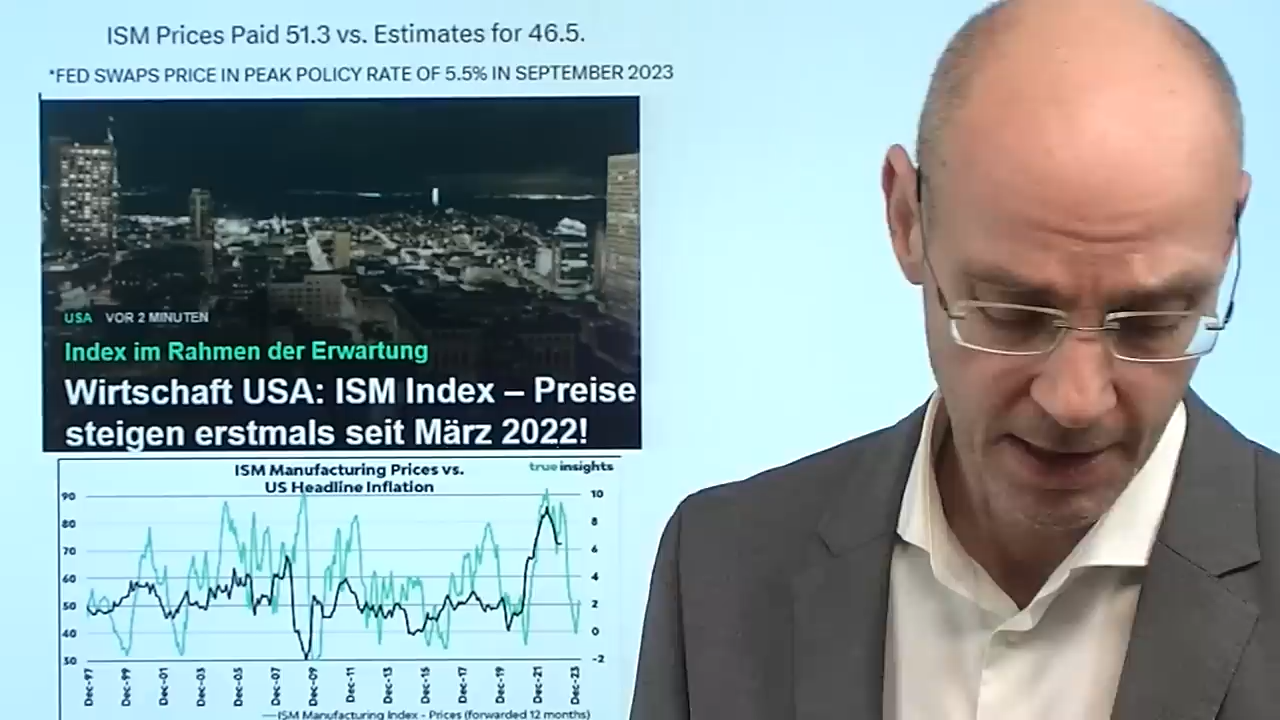 ISM Prices Paid 51.3 vs. Estimates for 46.5.
*FED SWAPS PRICE IN PEAK POLICY RATE OF 5.5% IN SEPTEMBER 2023
USA VOR 2 MINUTEN
Index im Rahmen der Erwartung
Wirtschaft USA: ISM Index – Preise
steigen erstmals seit März 2022!
ISM Manufacturing Prices vs.
US Headline Inflation
true insights
90
80
70
60
50
40
30
10
8
6
4
2
0
-2
Dec-97
Dec-99
Dec-01
Dec-03
Dec-05
Dec-07
Dec-09
Dec-11
Dec-13
Dec-15
Dec-17
Dec-19
Dec-21
Dec-23
ISM Manufacturing Index - Prices (forwarded 12 months)